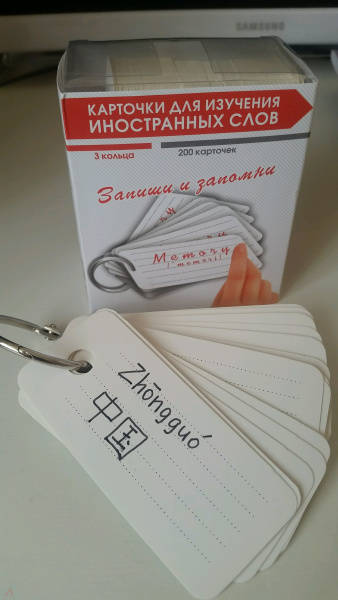 SAMSUNG
КАРТОЧКИ ДЛЯ ИЗУЧЕНИЯ
ИНОСТРАННЫХ СЛОВ
3 кольца 200 карточек
Запиши и запомни
Memory
Zhōngguó
中国